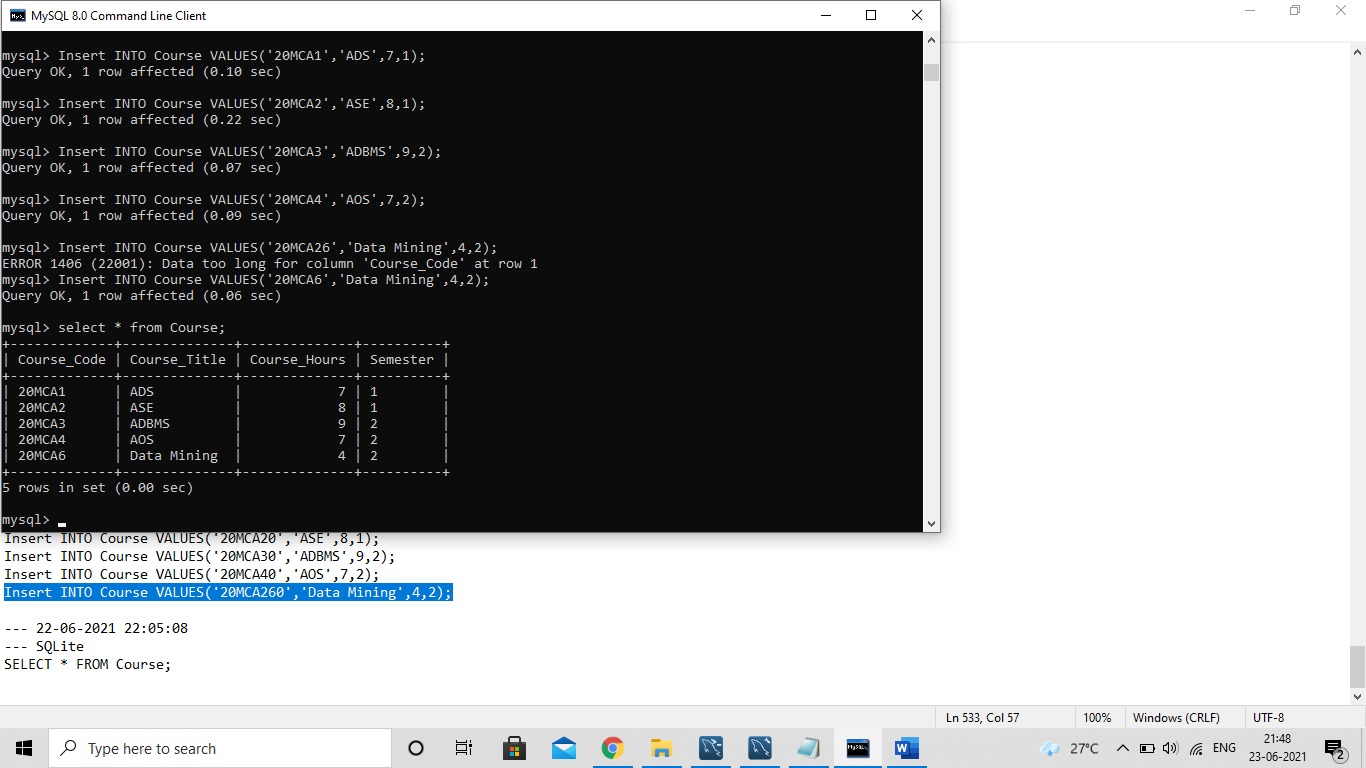 MySQL 8.0 Command Line Client
mysql> Insert INTO Course VALUES('20MCA1','ADS',7,1);
Query OK, 1 row affected (0.10 sec)
mysql> Insert INTO Course VALUES('20MCA2','ASE',8,1);
Query OK, 1 row affected (0.22 sec)
mysql> Insert INTO Course VALUES('20MCA3','ADBMS',9,2);
Query OK, 1 row affected (0.07 sec)
mysql> Insert INTO Course VALUES('20MCA4','AOS',7,2);
Query OK, 1 row affected (0.09 sec)
mysql> Insert INTO Course VALUES('20MCA26','Data Mining',4,2);
ERROR 1406 (22001): Data too long for column 'Course_Code' at row 1
mysql> Insert INTO Course VALUES('20MCA6','Data Mining',4,2);
Query OK, 1 row affected (0.06 sec)
mysql> select * from Course;
+-------------+--------------+--------------+----------+
| Course_Code | Course_Title | Course_Hours | Semester |
+-------------+--------------+--------------+----------+
| 20MCA1      | ADS          |            7 | 1        |
| 20MCA2      | ASE          |            8 | 1        |
| 20MCA3      | ADBMS        |            9 | 2        |
| 20MCA4      | AOS          |            7 | 2        |
| 20MCA6      | Data Mining  |            4 | 2        |
+-------------+--------------+--------------+----------+
5 rows in set (0.00 sec)
mysql> _
Insert INTO Course VALUES('20MCA20','ASE',8,1);
Insert INTO Course VALUES('20MCA30','ADBMS',9,2);
Insert INTO Course VALUES('20MCA40','AOS',7,2);
Insert INTO Course VALUES('20MCA260','Data Mining',4,2);
--- 22-06-2021 22:05:08
--- SQLite
SELECT * FROM Course;
Ln 533, Col 57 100% Windows (CRLF) UTF-8
Type here to search MySQL 27°C ENG 21:48
23-06-2021 2